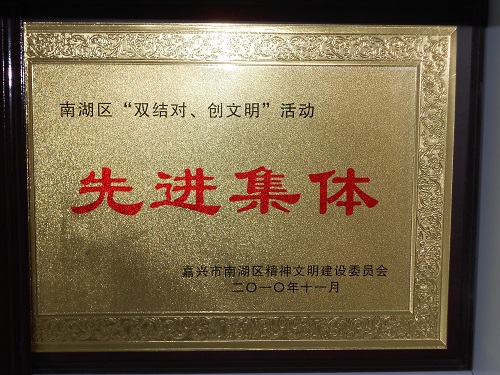 南湖区“双结对、创文明”活动
先进集体
嘉兴市南湖区精神文明建设委员会
二〇一〇年十一月